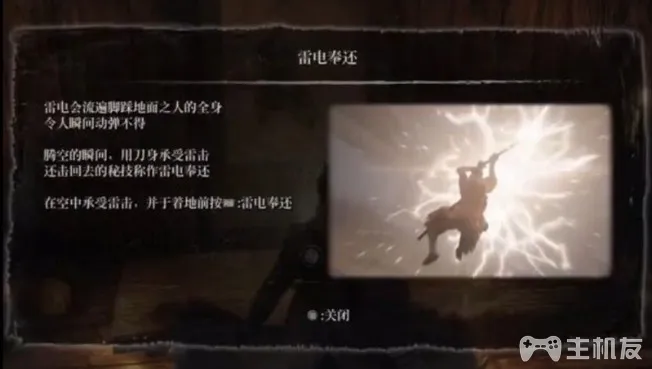 雷电奉还
雷电会流遍脚踩地面之人的全身
令人瞬间动弹不得
腾空的瞬间，用刀身承受雷击
还击回去的秘技称作雷电奉还
在空中承受雷击，并于着地前按 :雷电奉还
:关闭
主机友